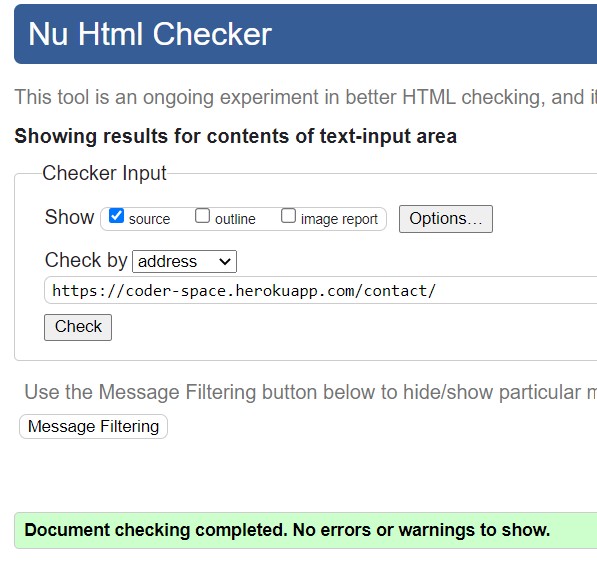 Nu Html Checker
This tool is an ongoing experiment in better HTML checking, and
Showing results for contents of text-input area
Checker Input
Show source outline image report Options...
Check by address
https://coder-space.herokuapp.com/contact/
Check
Use the Message Filtering button below to hide/show particular
Message Filtering
Document checking completed. No errors or warnings to show.